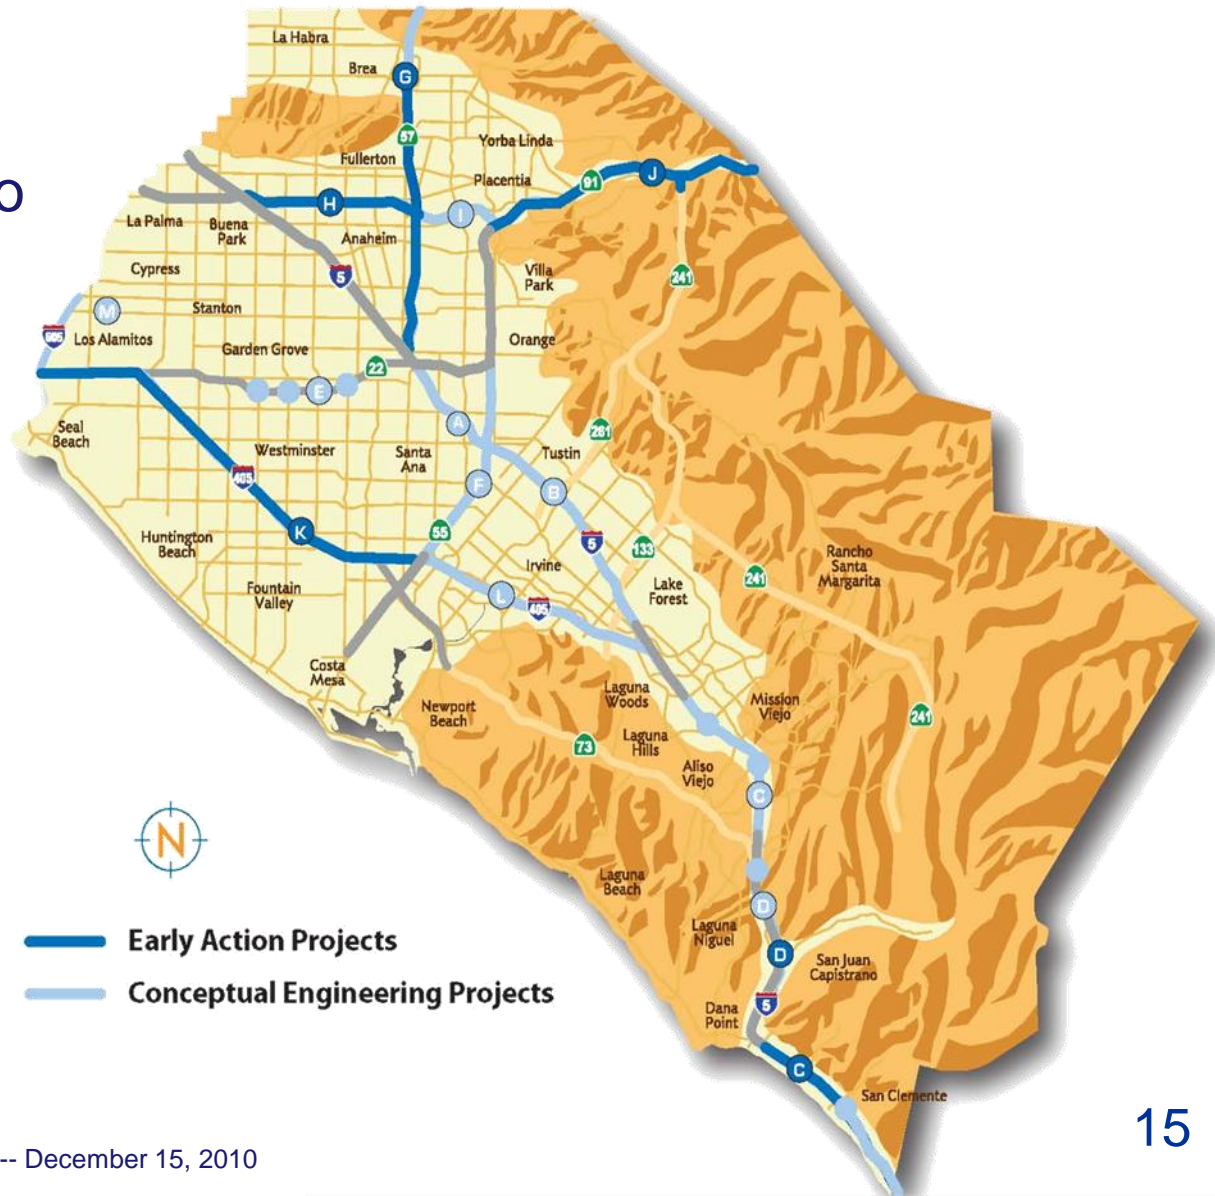 La Habra
Brea
G
57
Yorba Linda
Fullerton
91
J
Placentia
o
H
I
La Palma
Buena
Park
Anaheim
Cypress
5
Villa
Park
241
M
Stanton
605
Los Alamitos
Orange
Garden Grove
22
E
A
Seal
Beach
261
Westminster
Santa
Ana
Tustin
405
F
B
K
55
5
Huntington
Beach
133
Irvine
Rancho
Santa
Margarita
241
Fountain
Valley
L
405
Lake
Forest
Costa
Mesa
Laguna
Woods
Mission
Viejo
Newport
Beach
241
73
Laguna
Hills
Aliso
Viejo
C
N
Laguna
Beach
D
Laguna
Niguel
Early Action Projects
D
San Juan
Capistrano
Conceptual Engineering Projects
5
Dana
Point
C
San Clemente
15
-- December 15, 2010